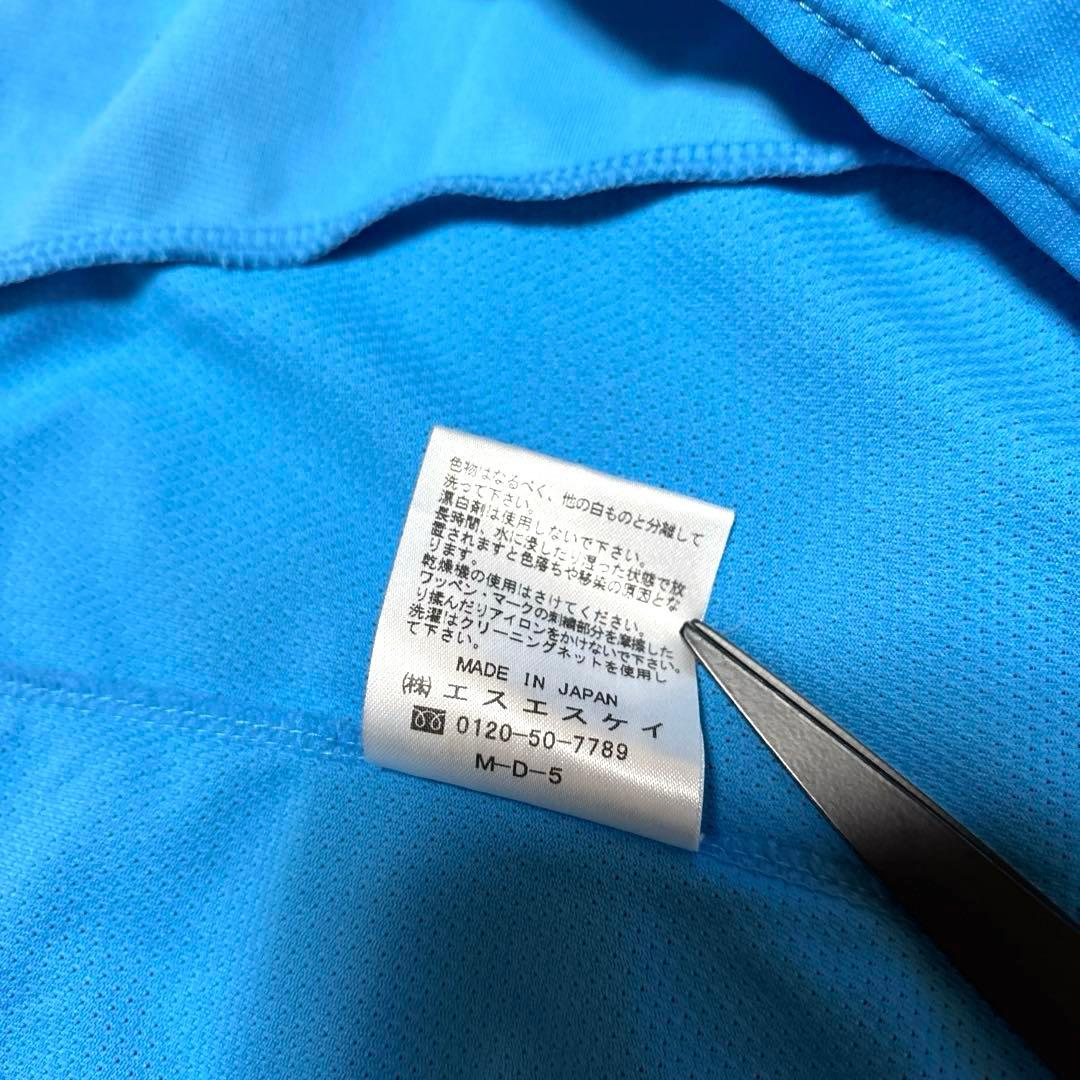 色物はなるべく、他の白ものと分離して
洗って下さい。
漂白剤は使用しないで下さい。
長時間、水に浸したり湿った状態で放
置されますと色落ちや移染の原因とな
ります。
乾燥機の使用はさけてください。
ワッペン・マークの刺繍部分を摩擦した
り揉んだりアイロンをかけないで下さい。
洗濯はクリーニングネットを使用し
て下さい。
MADE IN JAPAN
(株)エスエスケイ
0120-50-7789
M-D-5